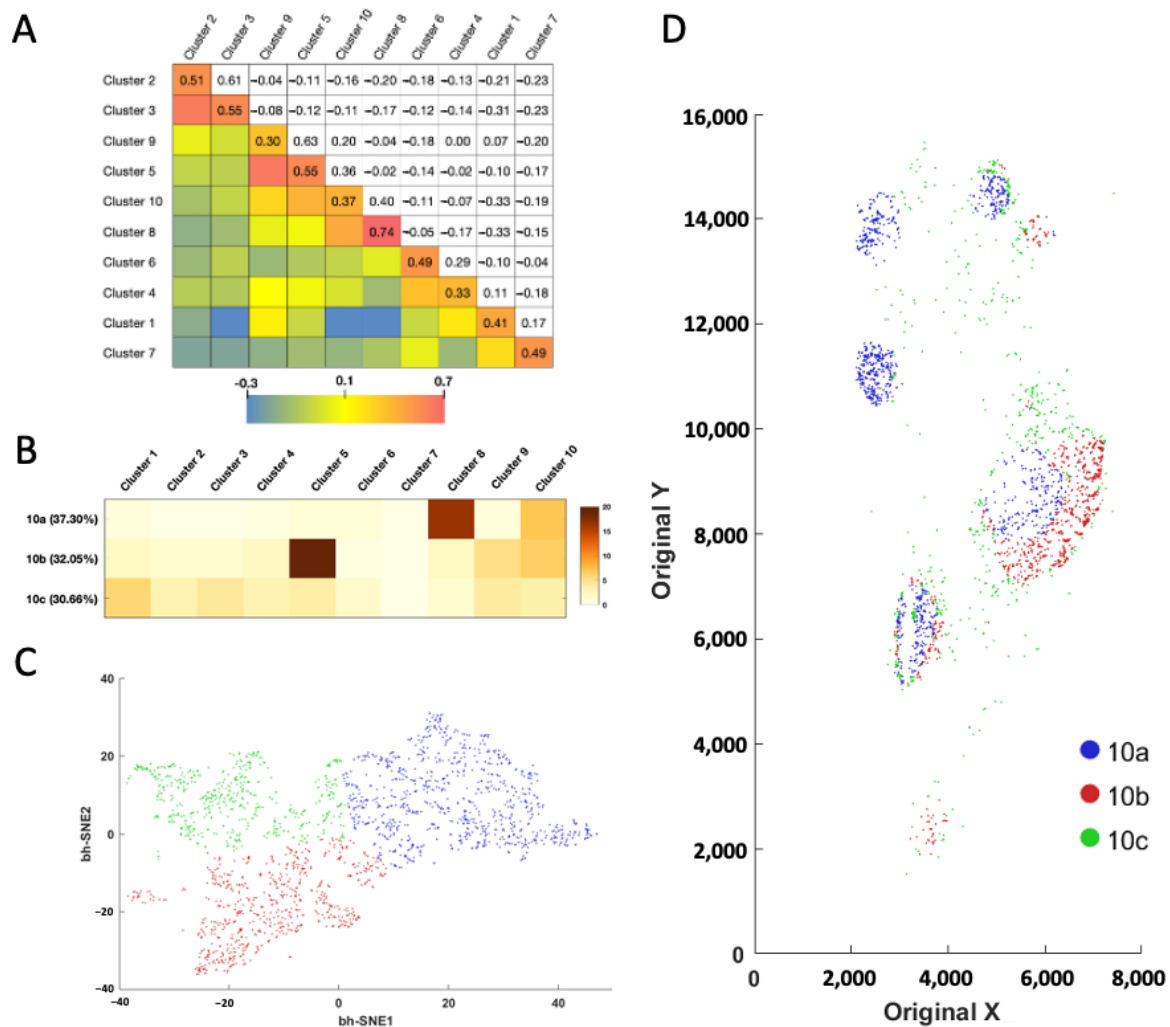 A
Cluster 2 Cluster 3 Cluster 9 Cluster 5 Cluster 10 Cluster 8 Cluster 6 Cluster 4 Cluster 1 Cluster 7
Cluster 2 0.51 0.61 −0.04 −0.11 −0.16 −0.20 −0.18 −0.13 −0.21 −0.23
Cluster 3 0.55 −0.08 −0.12 −0.11 −0.17 −0.12 −0.14 −0.31 −0.23
Cluster 9 0.30 0.63 0.20 −0.04 −0.18 0.00 0.07 −0.20
Cluster 5 0.55 0.36 −0.02 −0.14 −0.02 −0.10 −0.17
Cluster 10 0.37 0.40 −0.11 −0.07 −0.33 −0.19
Cluster 8 0.74 −0.05 −0.17 −0.33 −0.15
Cluster 6 0.49 0.29 −0.10 −0.04
Cluster 4 0.33 0.11 −0.18
Cluster 1 0.41 0.17
Cluster 7 0.49
-0.3 0.1 0.7
B
Cluster 1 Cluster 2 Cluster 3 Cluster 4 Cluster 5 Cluster 6 Cluster 7 Cluster 8 Cluster 9 Cluster 10
10a (37.30%)
10b (32.05%)
10c (30.66%)
20
15
10
5
0
C
40
20
0
−20
−40
−40 −20 0 20 40
bh-SNE2
bh-SNE1
D
16,000
14,000
12,000
10,000
8,000
6,000
4,000
2,000
0
0 2,000 4,000 6,000 8,000
Original Y
Original X
10a
10b
10c